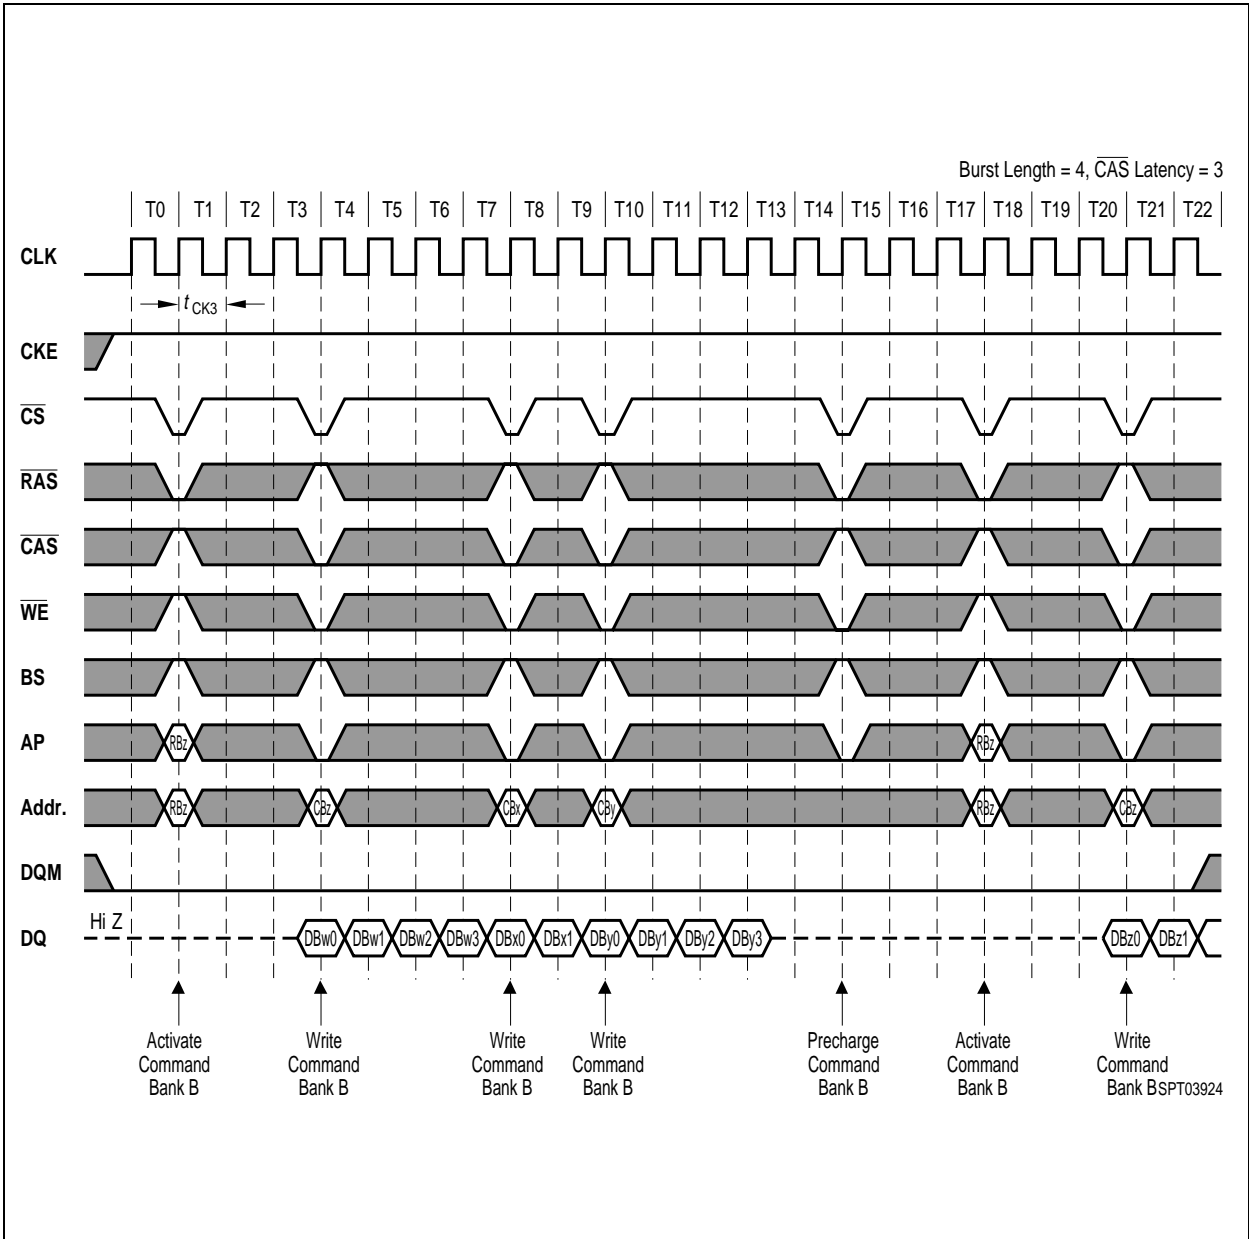 Burst Length = 4, CAS Latency = 3
T0 T1 T2 T3 T4 T5 T6 T7 T8 T9 T10 T11 T12 T13 T14 T15 T16 T17 T18 T19 T20 T21 T22
CLK
t CK3
CKE
CS
RAS
CAS
WE
BS
AP RBz RBz
Addr. RBz CBz CBx CBy RBz CBz
DQM
Hi Z
DQ DBw0 DBw1 DBw2 DBw3 DBx0 DBx1 DBy0 DBy1 DBy2 DBy3 DBz0 DBz1
Activate Write Write Write Precharge Activate Write
Command Command Command Command Command Command Command
Bank B Bank B Bank B Bank B Bank B Bank B Bank B SPT03924